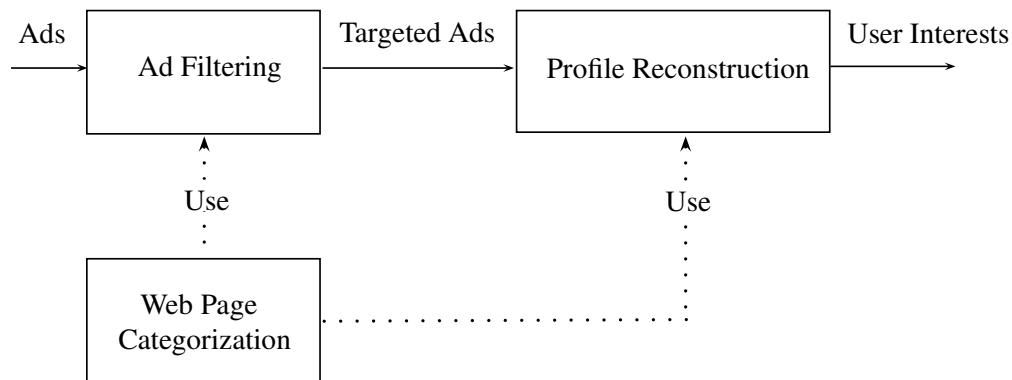 Ads
Ad Filtering
Targeted Ads
Profile Reconstruction
User Interests
Use
Use
Web Page
Categorization